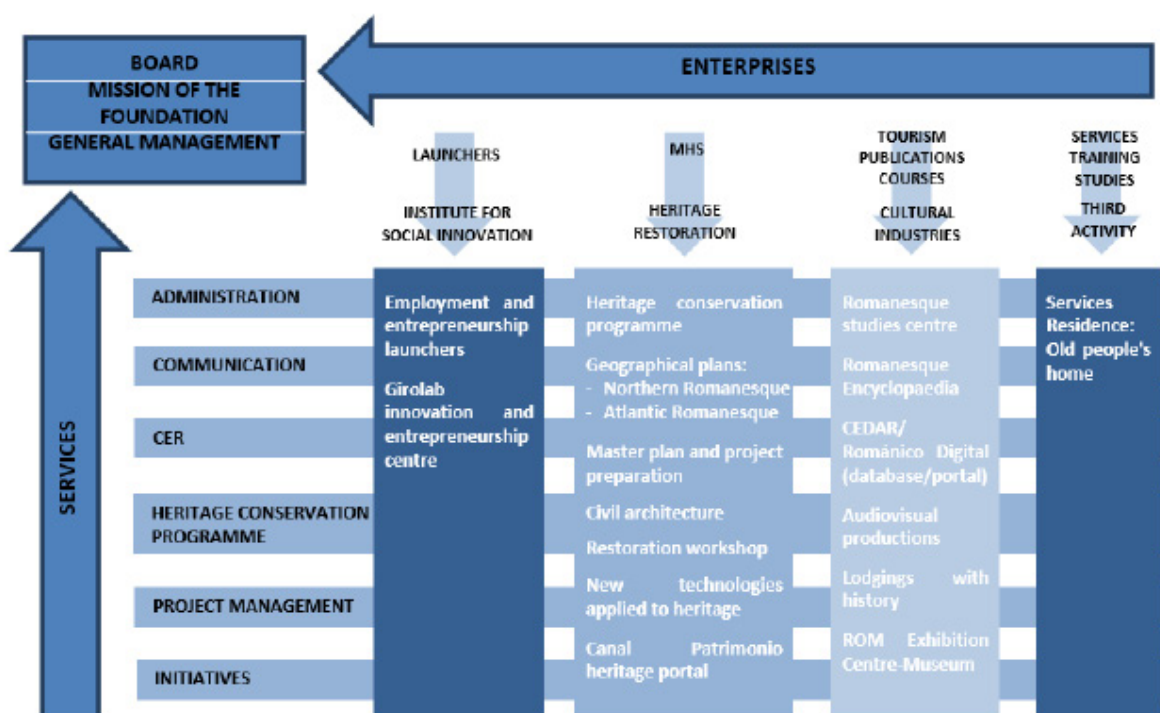 BOARD
MISSION OF THE
FOUNDATION
GENERAL MANAGEMENT
ENTERPRISES
LAUNCHERS
INSTITUTE FOR
SOCIAL INNOVATION
MHS
HERITAGE
RESTORATION
TOURISM
PUBLICATIONS
COURSES
CULTURAL
INDUSTRIES
SERVICES
TRAINING
STUDIES
THIRD
ACTIVITY
SERVICES
ADMINISTRATION
COMMUNICATION
CER
HERITAGE CONSERVATION
PROGRAMME
PROJECT MANAGEMENT
INITIATIVES
Employment and
entrepreneurship
launchers
Girolab
innovation and
entrepreneurship
centre
Heritage conservation
programme
Geographical plans:
- Northern Romanesque
- Atlantic Romanesque
Master plan and project
preparation
Civil architecture
Restoration workshop
New technologies
applied to heritage
Canal Patrimonio
heritage portal
Romanesque
studies centre
Romanesque
Encyclopaedia
CEDAR/
Románico Digital
(database/portal)
Audiovisual
productions
Lodgings with
history
ROM Exhibition
Centre-Museum
Services
Residence:
Old people's
home